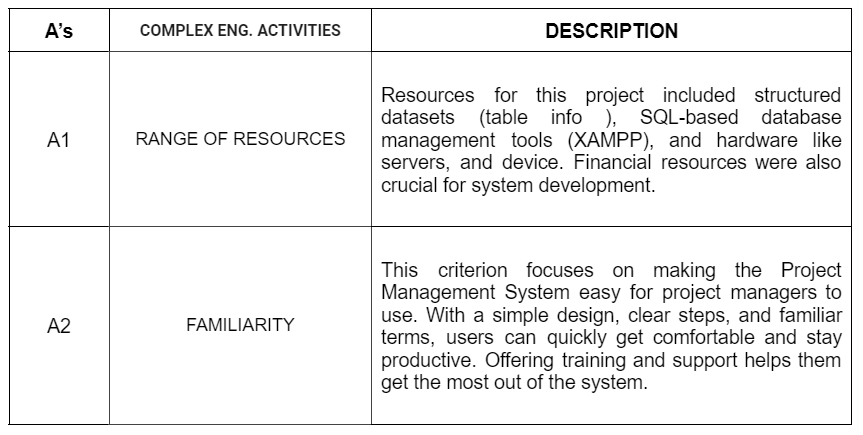 A's COMPLEX ENG. ACTIVITIES DESCRIPTION
A1
RANGE OF RESOURCES
Resources for this project included structured
datasets (table info ), SQL-based database
management tools (XAMPP), and hardware like
servers, and device. Financial resources were also
crucial for system development.
A2
FAMILIARITY
This criterion focuses on making the Project
Management System easy for project managers to
use. With a simple design, clear steps, and familiar
terms, users can quickly get comfortable and stay
productive. Offering training and support helps them
get the most out of the system.